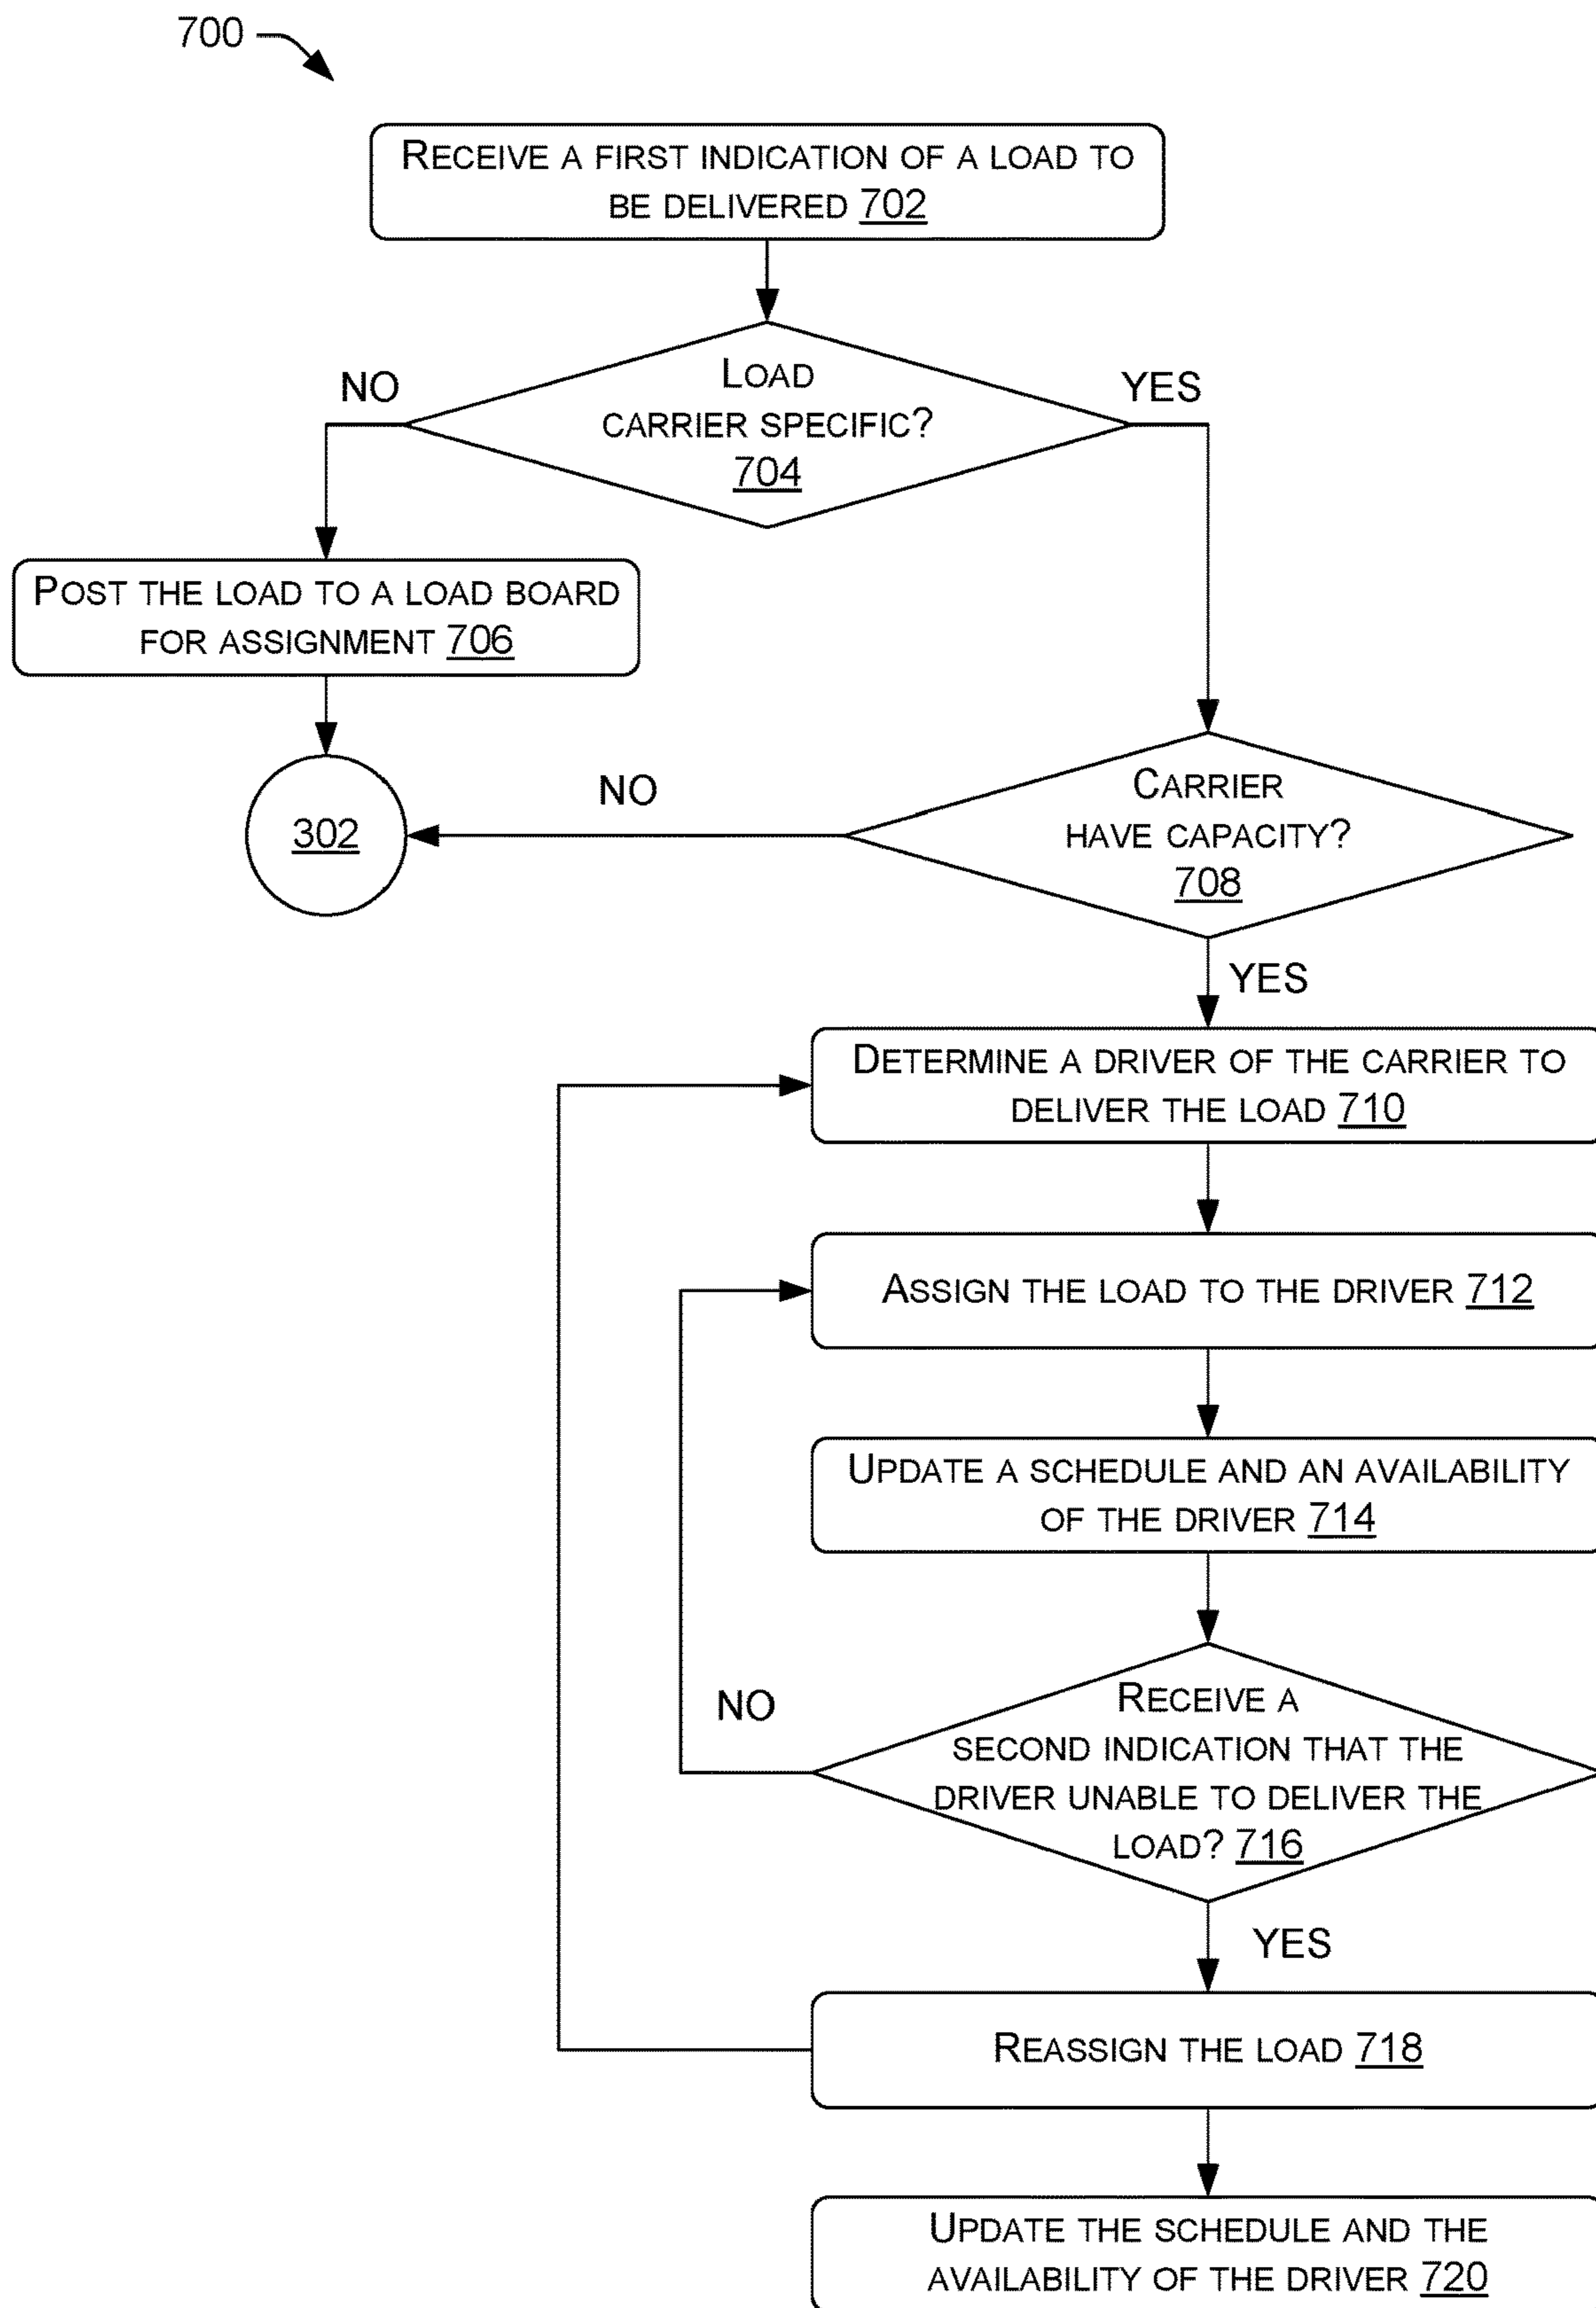 700
RECEIVE A FIRST INDICATION OF A LOAD TO
BE DELIVERED 702
LOAD
CARRIER SPECIFIC?
704
NO
YES
POST THE LOAD TO A LOAD BOARD
FOR ASSIGNMENT 706
302
NO
CARRIER
HAVE CAPACITY?
708
YES
DETERMINE A DRIVER OF THE CARRIER TO
DELIVER THE LOAD 710
ASSIGN THE LOAD TO THE DRIVER 712
UPDATE A SCHEDULE AND AN AVAILABILITY
OF THE DRIVER 714
NO
RECEIVE A
SECOND INDICATION THAT THE
DRIVER UNABLE TO DELIVER THE
LOAD? 716
YES
REASSIGN THE LOAD 718
UPDATE THE SCHEDULE AND THE
AVAILABILITY OF THE DRIVER 720